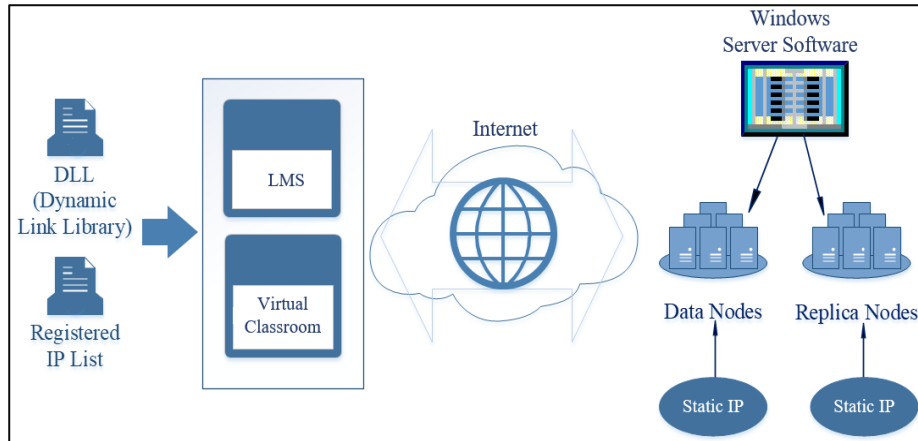 DLL
(Dynamic
Link Library)
Registered
IP List
LMS
Virtual
Classroom
Internet
Windows
Server Software
Data Nodes
Replica Nodes
Static IP
Static IP